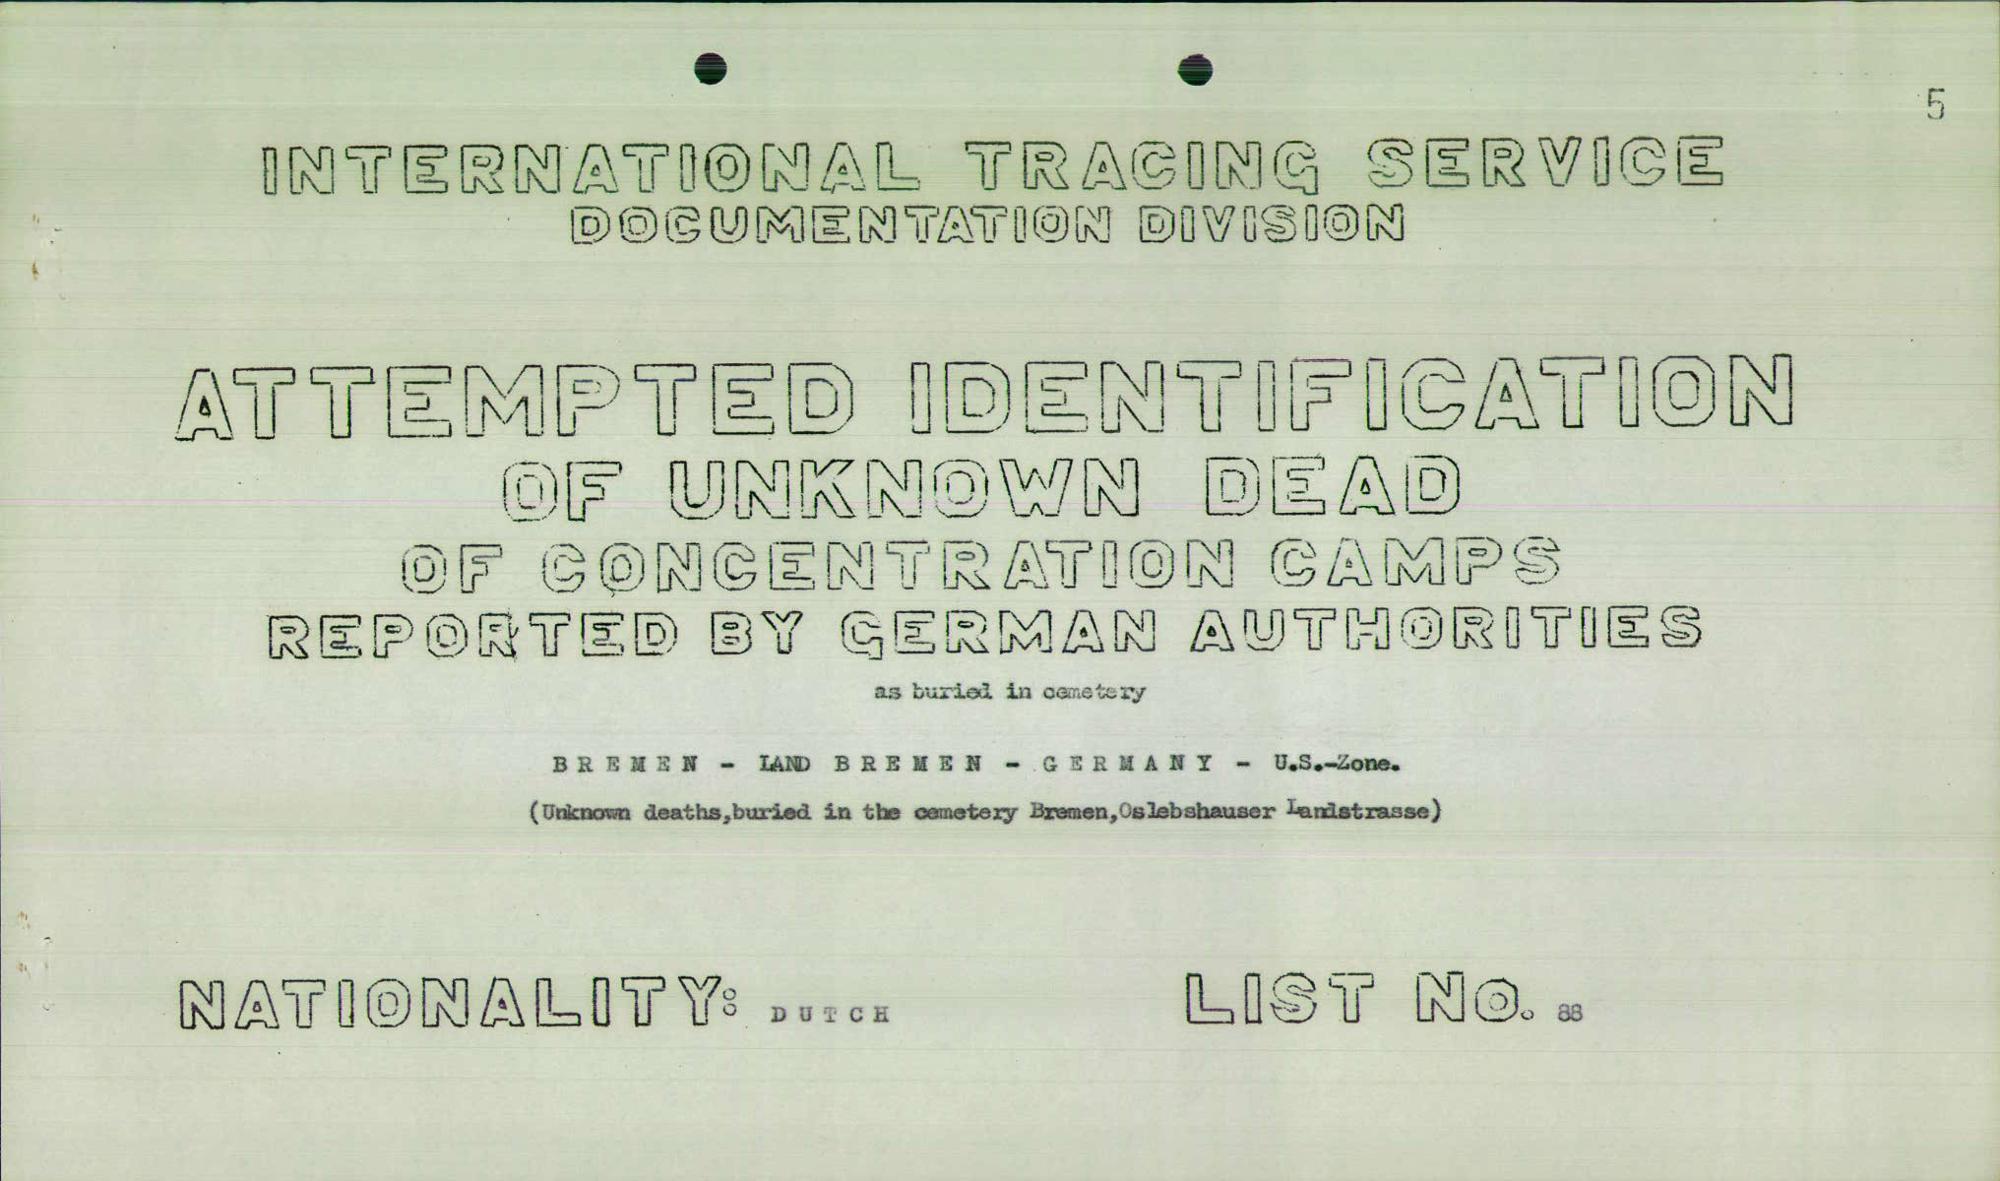 5
INTERNATIONAL TRACING SERVICE
DOCUMENTATION DIVISION
ATTEMPTED IDENTIFICATION
OF UNKNOWN DEAD
OF CONCENTRATION CAMPS
REPORTED BY GERMAN AUTHORITIES
as buried in cemetery
B R E M E N - LAND B R E M E N - G E R M A N Y - U.S.-Zone.
(Unknown deaths,buried in the cemetery Bremen,Oslebshauser Landstrasse)
NATIONALITY: D U T C H LIST No. 88